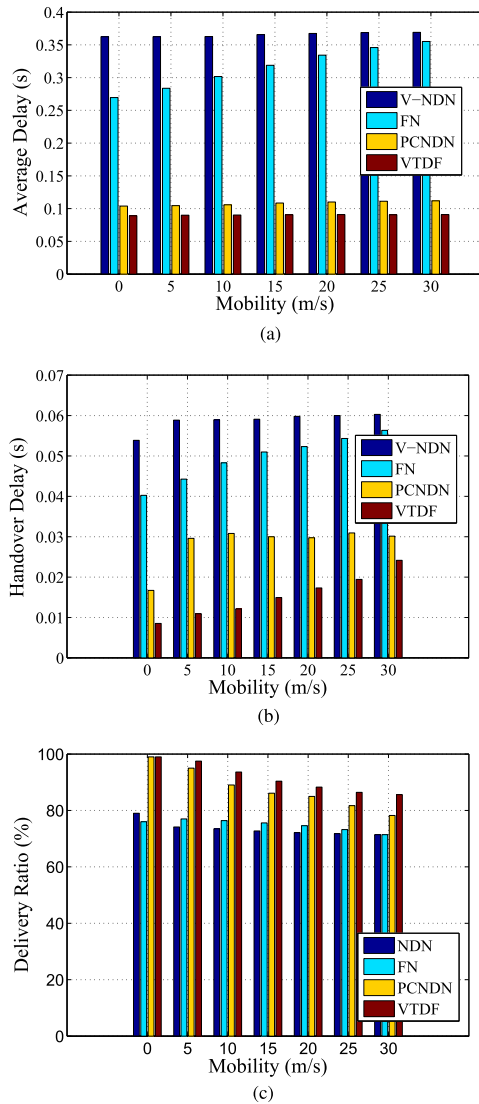 0.4
0.35
0.3
0.25
0.2
0.15
0.1
0.05
0
Average Delay (s)
V−NDN
FN
PCNDN
VTDF
0 5 10 15 20 25 30
Mobility (m/s)
(a)
0.07
0.06
0.05
0.04
0.03
0.02
0.01
0
Handover Delay (s)
V−NDN
FN
PCNDN
VTDF
0 5 10 15 20 25 30
Mobility (m/s)
(b)
100
80
60
40
20
0
Delivery Ratio (%)
NDN
FN
PCNDN
VTDF
0 5 10 15 20 25 30
Mobility (m/s)
(c)